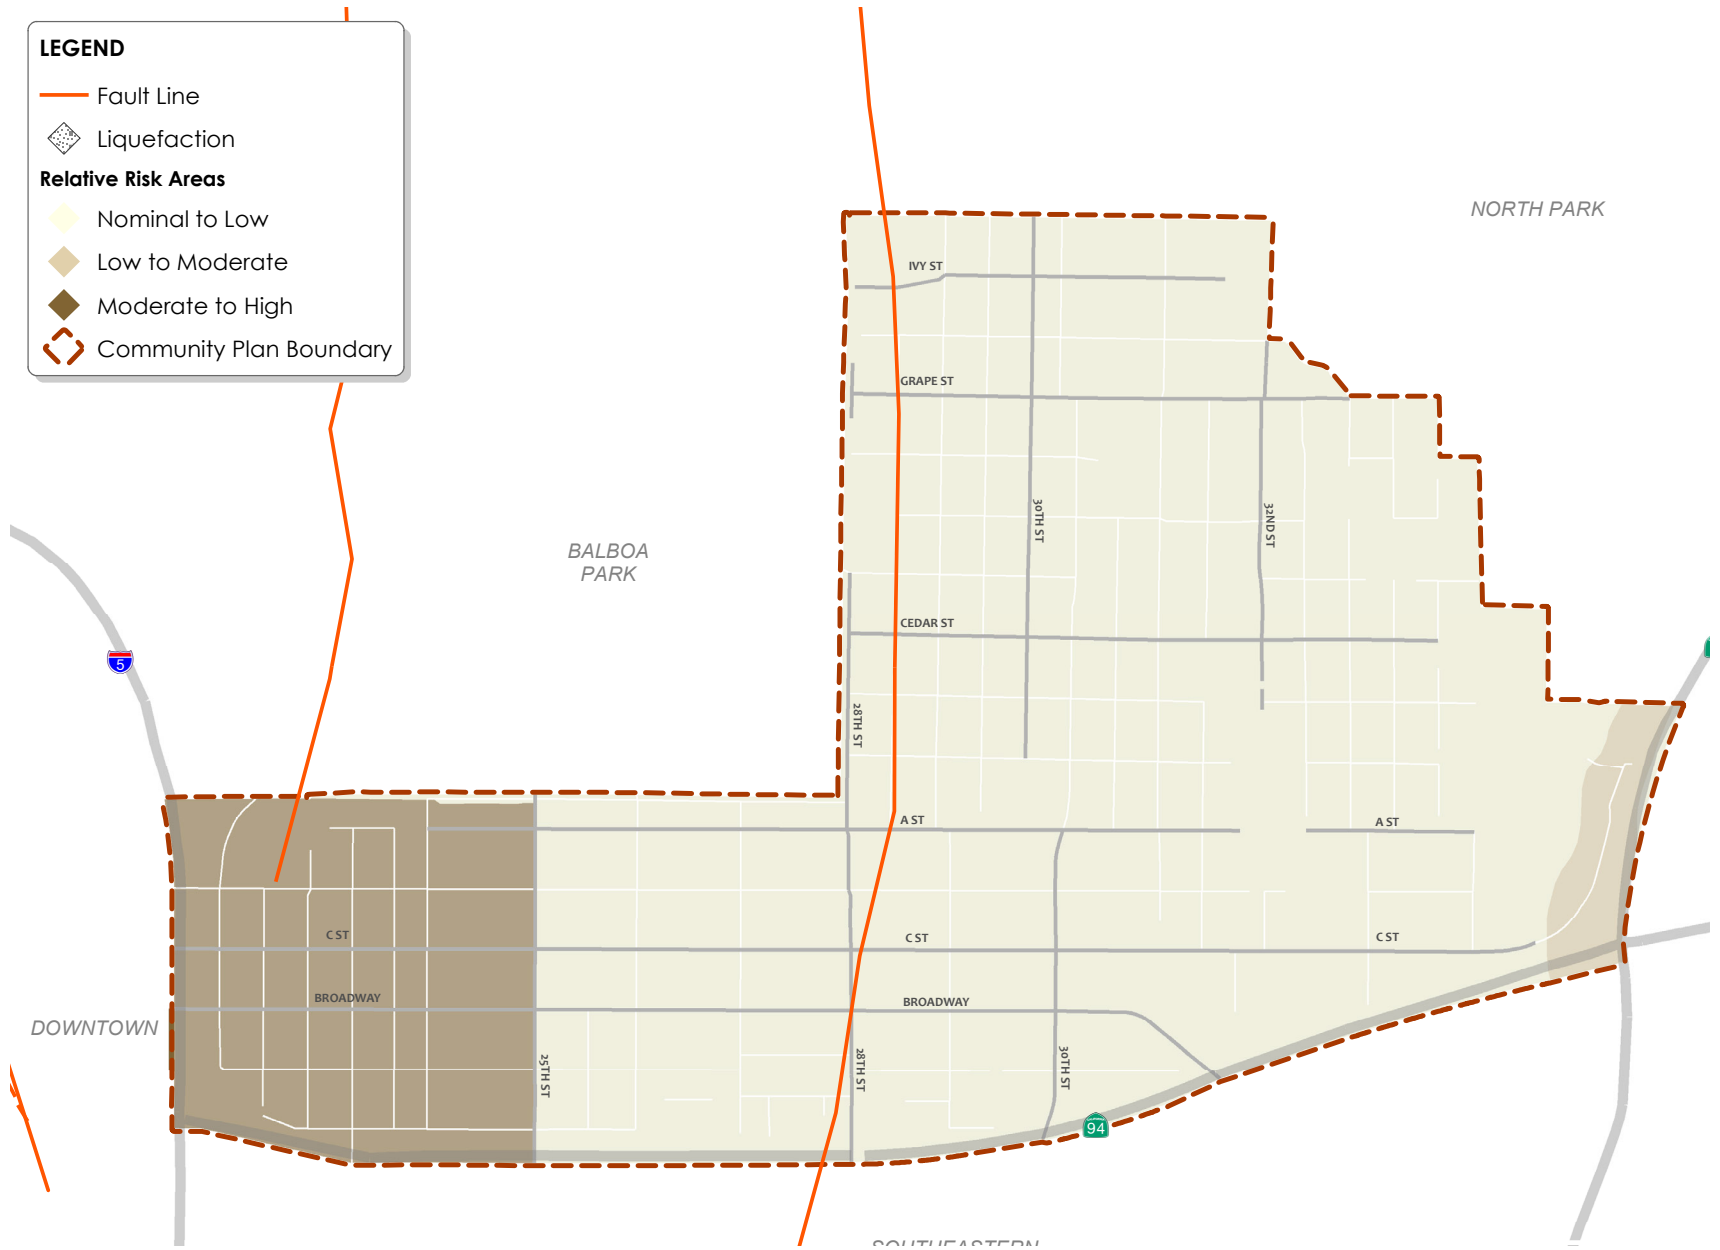 LEGEND
Fault Line
Liquefaction
Relative Risk Areas
Nominal to Low
Low to Moderate
Moderate to High
Community Plan Boundary
NORTH PARK
IVY ST
GRAPE ST
30TH ST
32ND ST
BALBOA
PARK
CEDAR ST
5
28TH ST
A ST
A ST
C ST
C ST
C ST
BROADWAY
BROADWAY
DOWNTOWN
25TH ST
28TH ST
30TH ST
94
SOUTHEASTERN